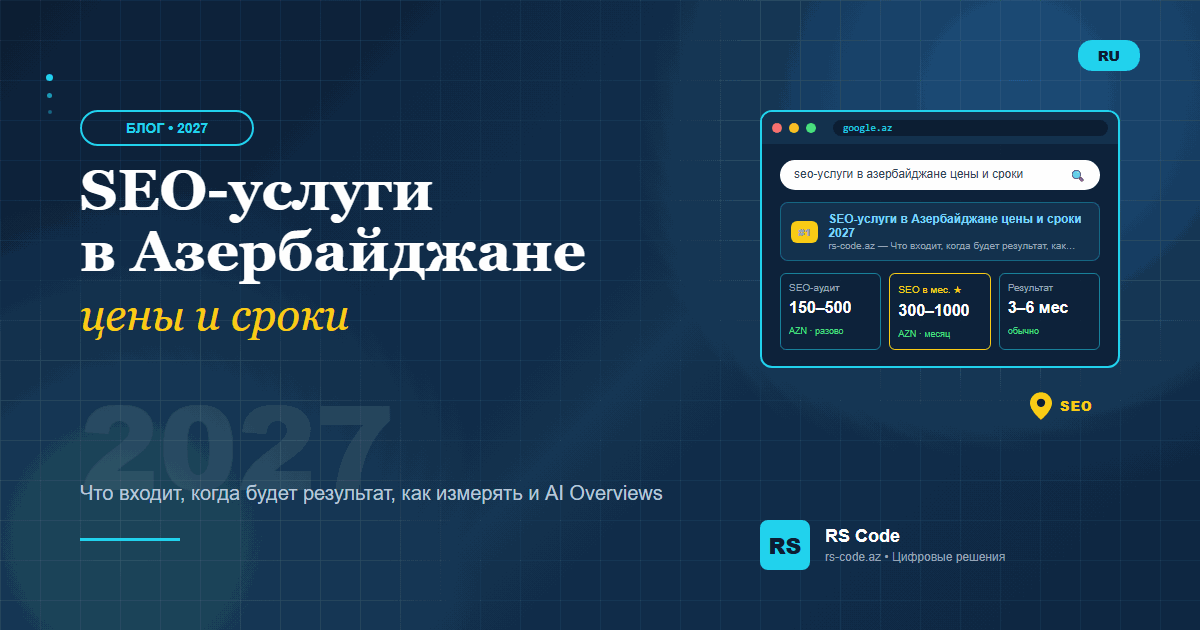 RU
БЛОГ • 2027
SEO-услуги
в Азербайджане
цены и сроки
2027
Что входит, когда будет результат, как измерять и AI Overviews
google.az
seo-услуги в азербайджане цены и сроки
#1
SEO-услуги в Азербайджане цены и сроки
2027
rs-code.az — Что входит, когда будет результат, как...
SEO-аудит
150–500
AZN · разово
SEO в мес. ★
300–1000
AZN · месяц
Результат
3–6 мес
обычно
SEO
RS
RS Code
rs-code.az • Цифровые решения